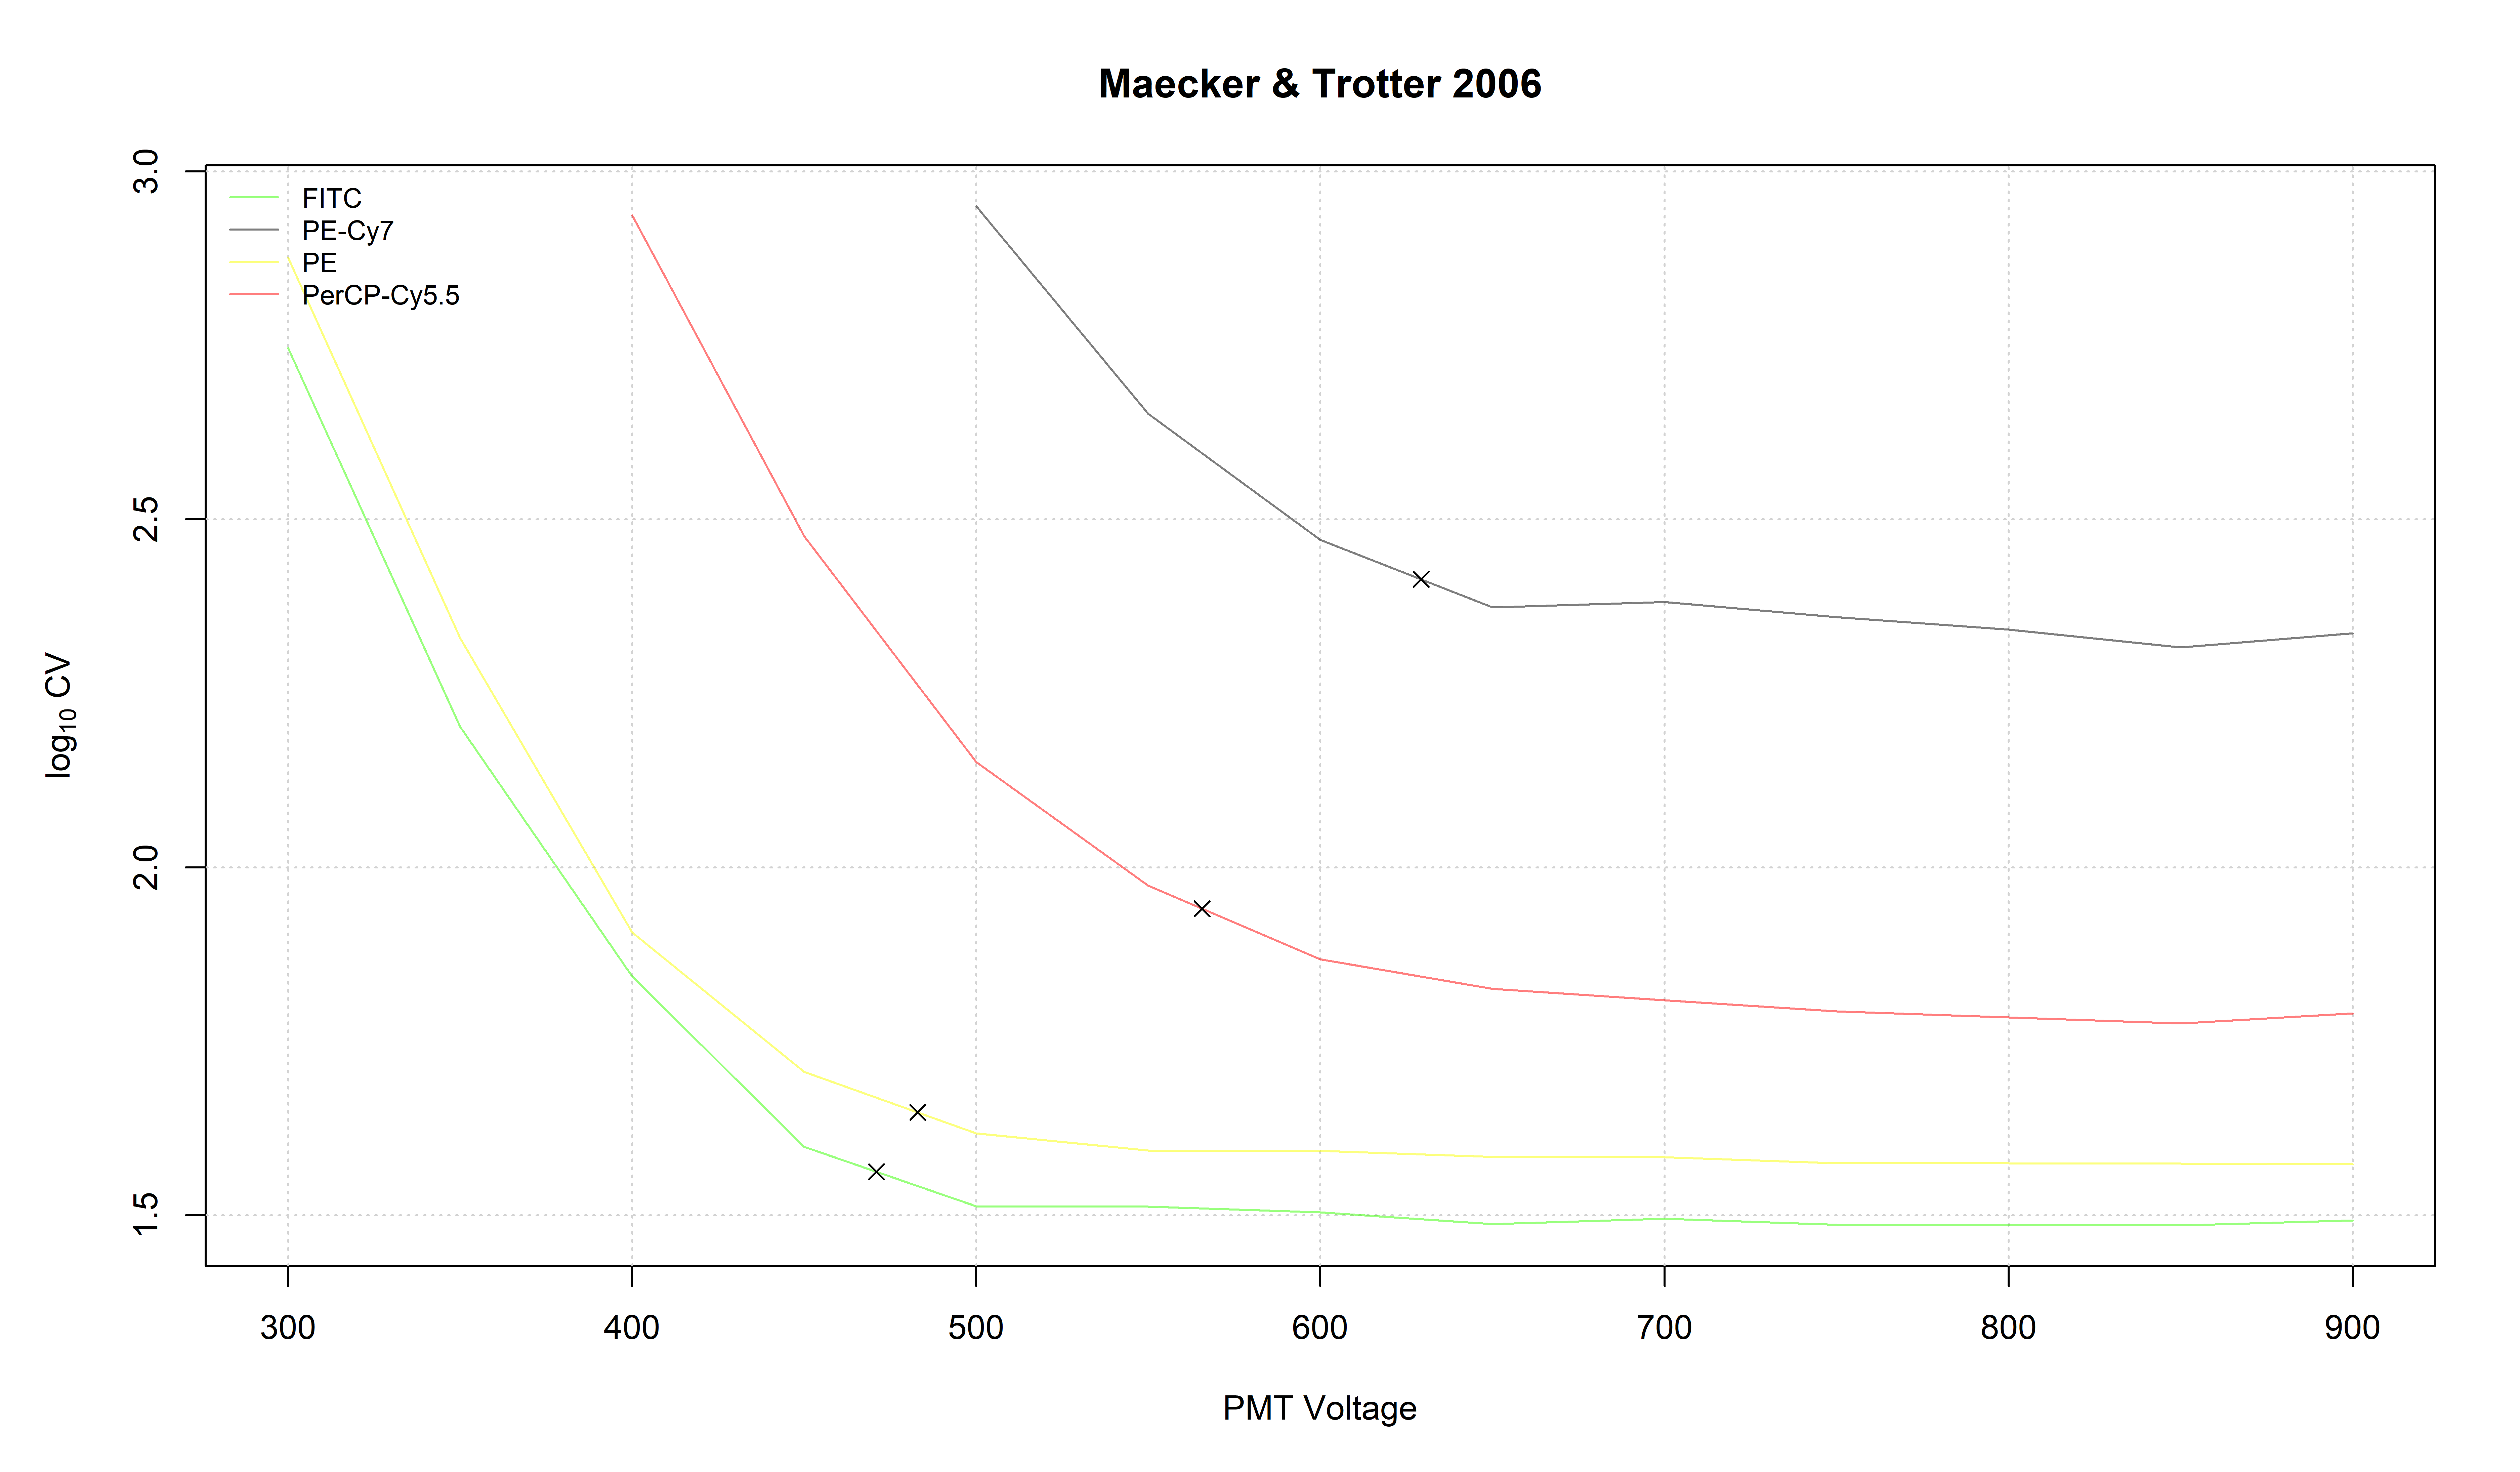 Maecker & Trotter 2006
3.0
2.5
2.0
1.5
log10 CV
FITC
PE-Cy7
PE
PerCP-Cy5.5
300 400 500 600 700 800 900
PMT Voltage